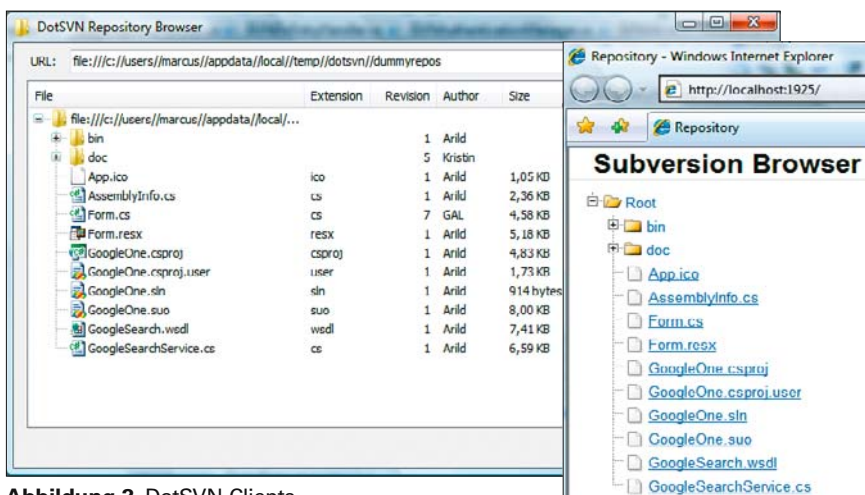 DotSVN Repository Browser
URL: file:///c://users//marcus//appdata//local//temp//dotsvn//dummyrepos
File Extension Revision Author Size
file:///c://users//marcus//appdata//local/...
bin 1 Arild
doc 5 Kristin
App.ico ico 1 Arild 1,05 KB
AssemblyInfo.cs cs 1 Arild 2,36 KB
Form.cs cs 7 GAL 4,58 KB
Form.resx resx 1 Arild 5,18 KB
GoogleOne.csproj csproj 1 Arild 4,83 KB
GoogleOne.csproj.user user 1 Arild 1,73 KB
GoogleOne.sln sln 1 Arild 914 bytes
GoogleOne.suo suo 1 Arild 8,00 KB
GoogleSearch.wsdl wsdl 1 Arild 7,41 KB
GoogleSearchService.cs cs 1 Arild 6,59 KB
Repository - Windows Internet Explorer
http://localhost:1925/
Repository
Subversion Browser
Root
bin
doc
App.ico
AssemblyInfo.cs
Form.cs
Form.resx
GoogleOne.csproj
GoogleOne.csproj.user
GoogleOne.sln
GoogleOne.suo
GoogleSearch.wsdl
GoogleSearchService.cs